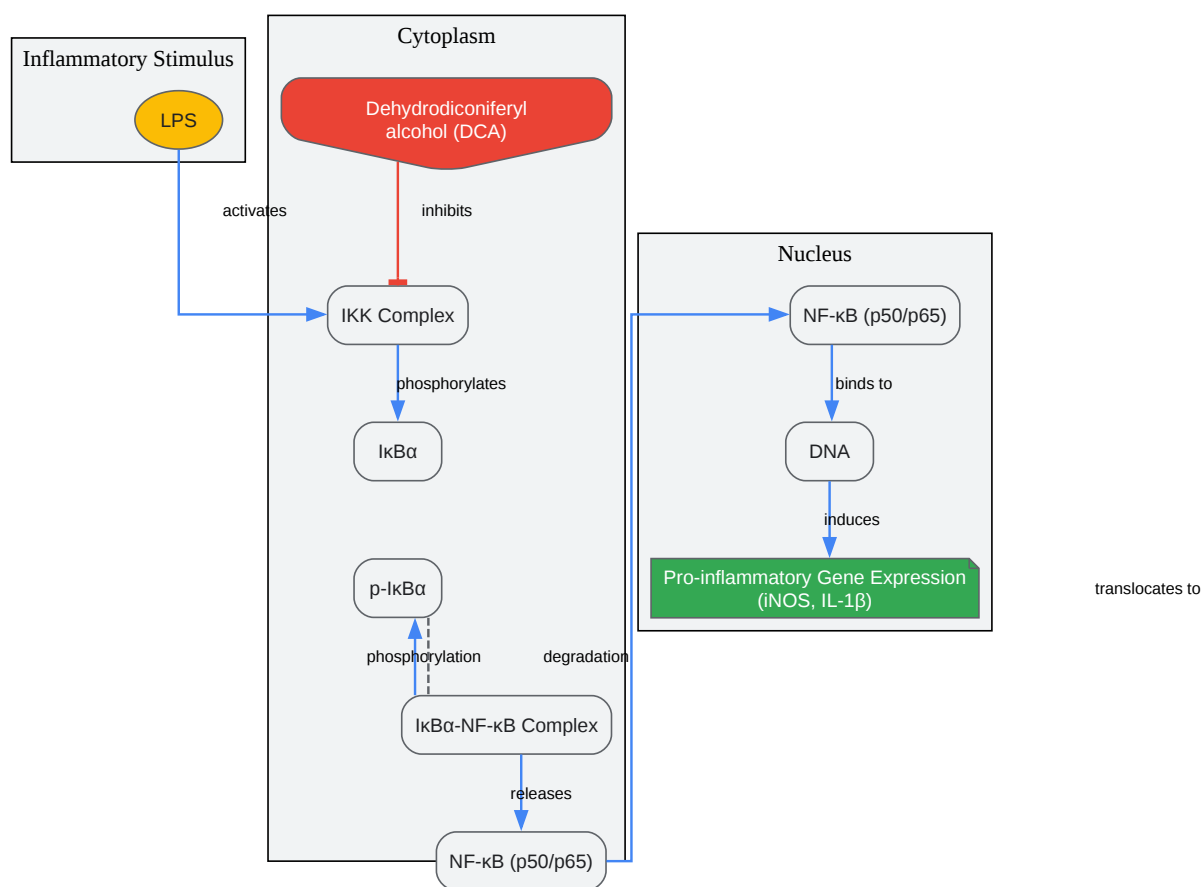 Inflammatory Stimulus
LPS
activates
Cytoplasm
Dehydrodiconiferyl
alcohol (DCA)
inhibits
IKK Complex
phosphorylates
IκBα
p-IκBα
phosphorylation
degradation
IκBα-NF-κB Complex
releases
NF-κB (p50/p65)
Nucleus
NF-κB (p50/p65)
binds to
DNA
induces
Pro-inflammatory Gene Expression
(iNOS, IL-1β)
translocates to